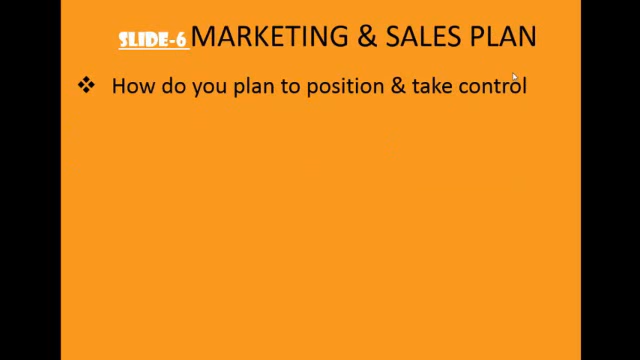 SLIDE-6 MARKETING & SALES PLAN
❖ How do you plan to position & take control